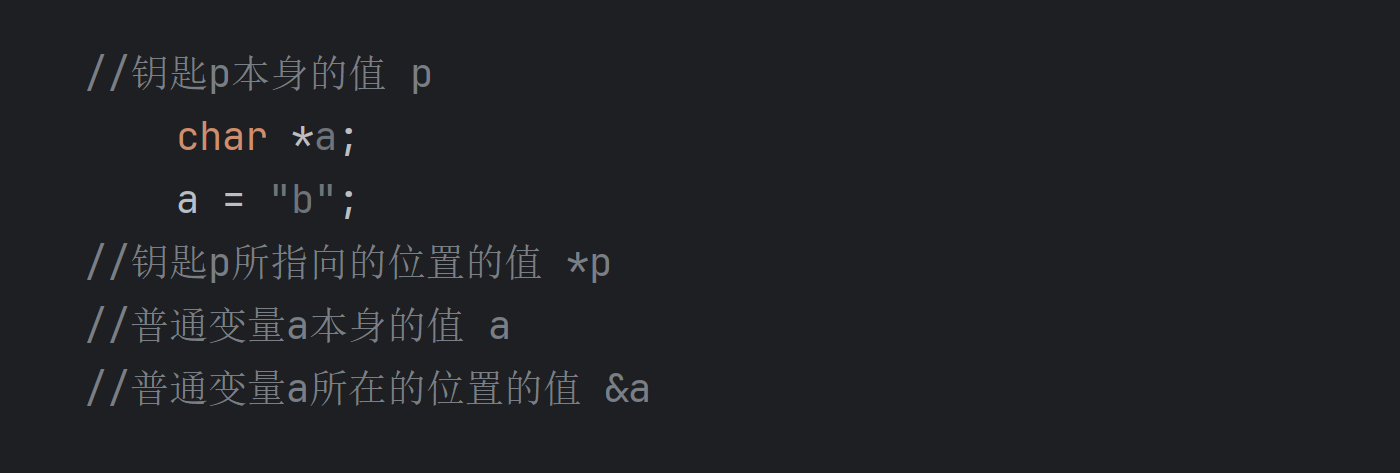 //钥匙p本身的值 p
char *a;
a = "b";
//钥匙p所指向的位置的值 *p
//普通变量a本身的值 a
//普通变量a所在的位置的值 &a